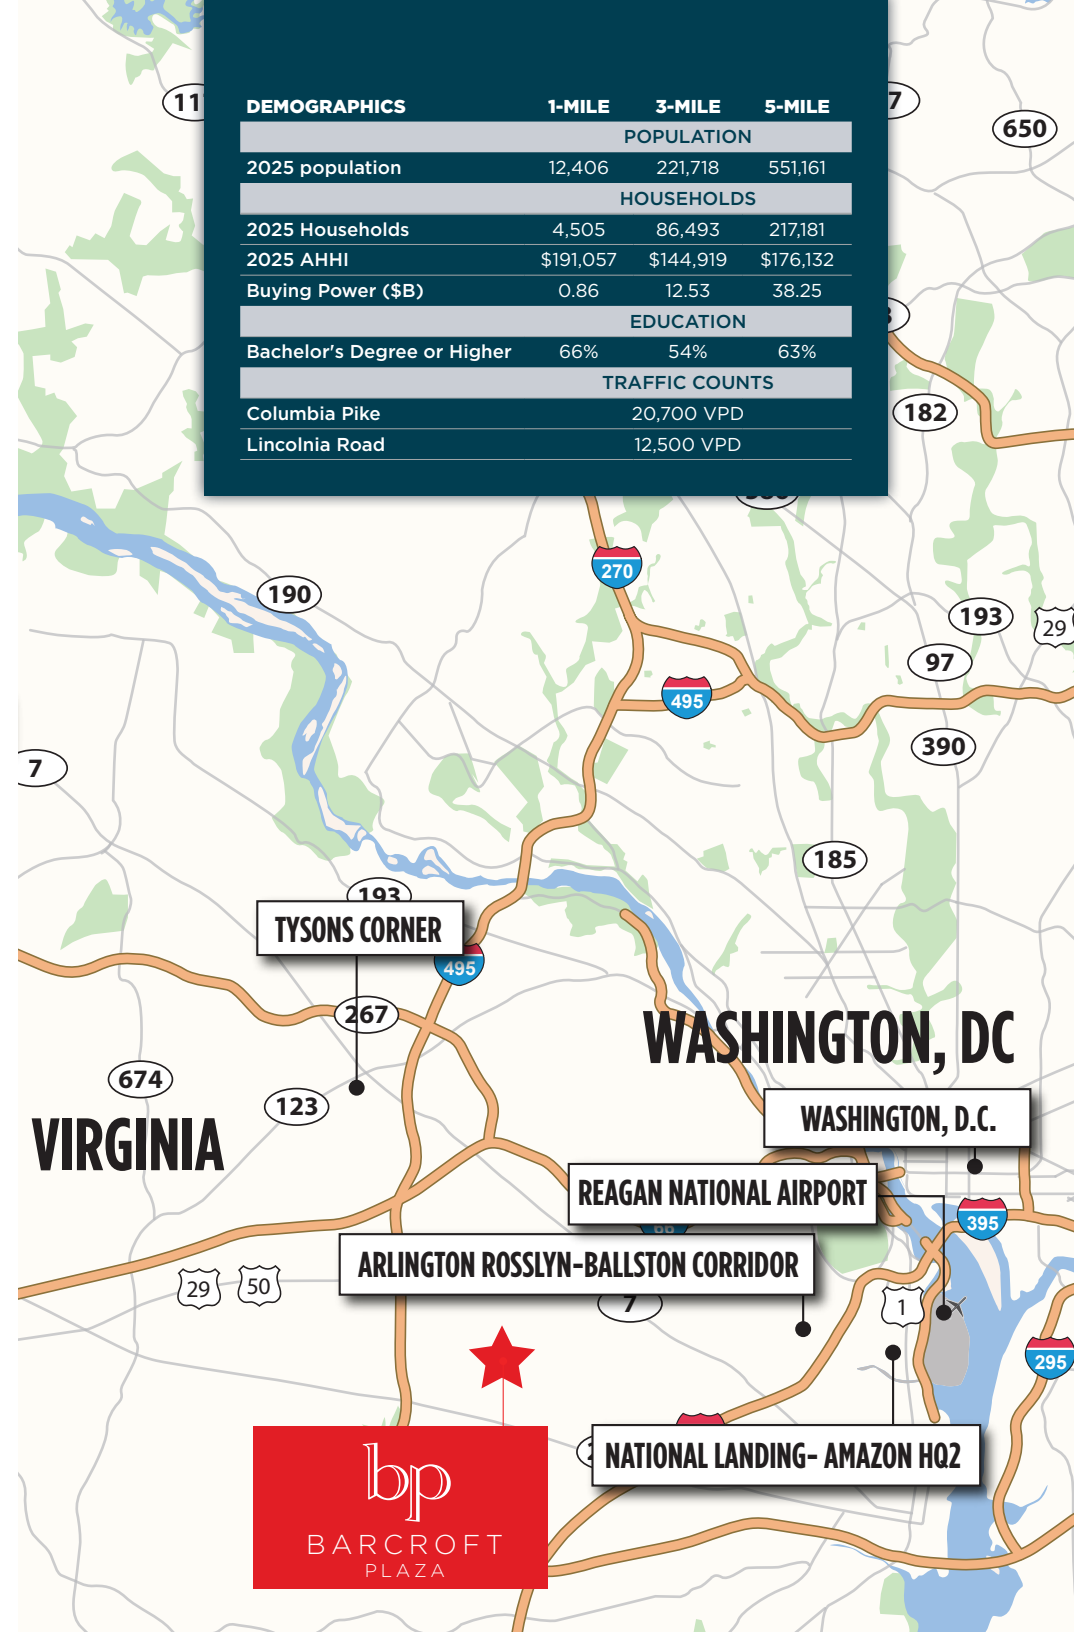 DEMOGRAPHICS 1-MILE 3-MILE 5-MILE
POPULATION
2025 population 12,406 221,718 551,161
HOUSEHOLDS
2025 Households 4,505 86,493 217,181
2025 AHHI $191,057 $144,919 $176,132
Buying Power ($B) 0.86 12.53 38.25
EDUCATION
Bachelor's Degree or Higher 66% 54% 63%
TRAFFIC COUNTS
Columbia Pike 20,700 VPD
Lincolnia Road 12,500 VPD
650
182
270
190
193
29
97
495
390
7
185
193
TYSONS CORNER
495
267
WASHINGTON, DC
674
123
VIRGINIA
WASHINGTON, D.C.
REAGAN NATIONAL AIRPORT
395
66
ARLINGTON ROSSLYN-BALLSTON CORRIDOR
29
50
7
1
295
NATIONAL LANDING- AMAZON HQ2
bp
BARCROFT
PLAZA